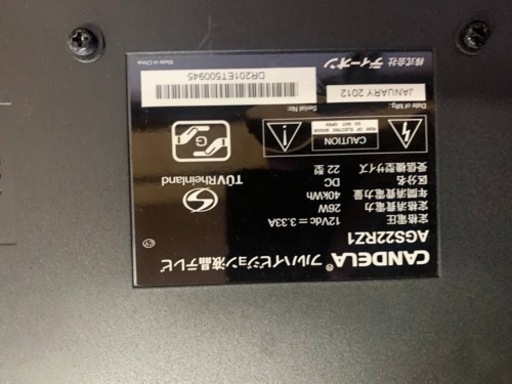 CANDELA® フルハイビジョン液晶テレビ
AGS22RZ1
定格電圧 12Vdc ⎓ 3.33A
定格消費電力 26W
年間消費電力量 40kWh
区分名 DC
受信機型サイズ 22 型
TÜVRheinland
CAUTION
RISK OF ELECTRIC SHOCK
DO NOT OPEN
G
Date of Mfg.:
JANUARY 2012
Serial No:
DR201ET500945
株式会社 ティーオン
Made in China